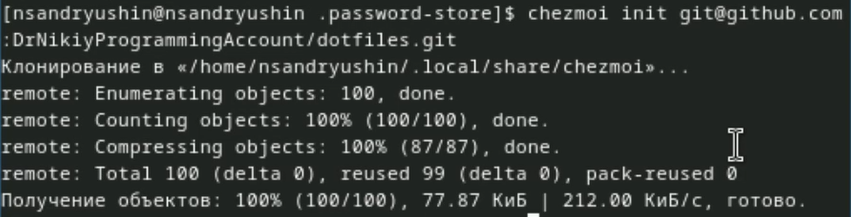 [nsandryushin@nsandryushin .password-store]$ chezmoi init git@github.com
:DrNikiyProgrammingAccount/dotfiles.git
Клонирование в «/home/nsandryushin/.local/share/chezmoi»...
remote: Enumerating objects: 100, done.
remote: Counting objects: 100% (100/100), done.
remote: Compressing objects: 100% (87/87), done.
remote: Total 100 (delta 0), reused 99 (delta 0), pack-reused 0
Получение объектов: 100% (100/100), 77.87 КиБ | 212.00 КиБ/с, готово.